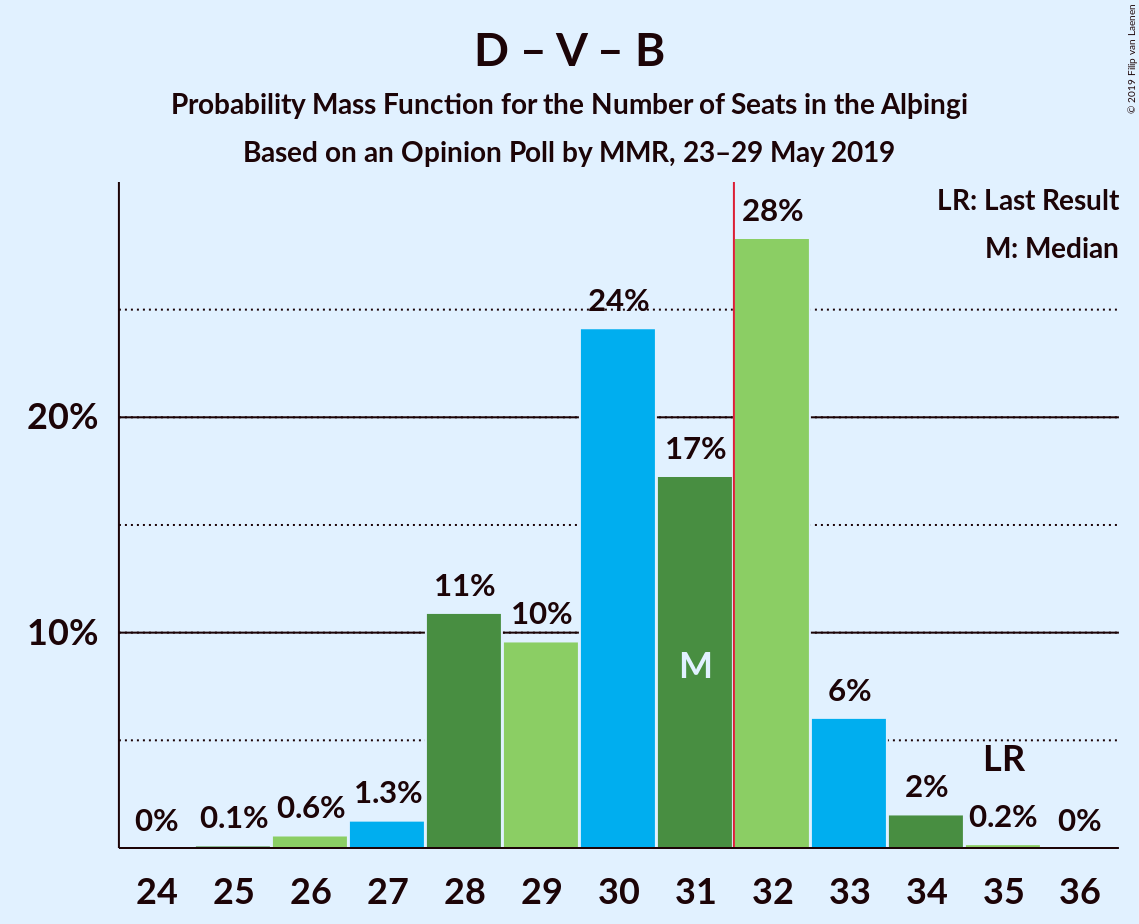 D – V – B
Probability Mass Function for the Number of Seats in the Alþingi
Based on an Opinion Poll by MMR, 23–29 May 2019
© 2019 Filip van Laenen
LR: Last Result
M: Median
20%
10%
0%
0.1%
0.6%
1.3%
11%
10%
24%
17%
28%
6%
2%
0.2%
0%
M
LR
24 25 26 27 28 29 30 31 32 33 34 35 36